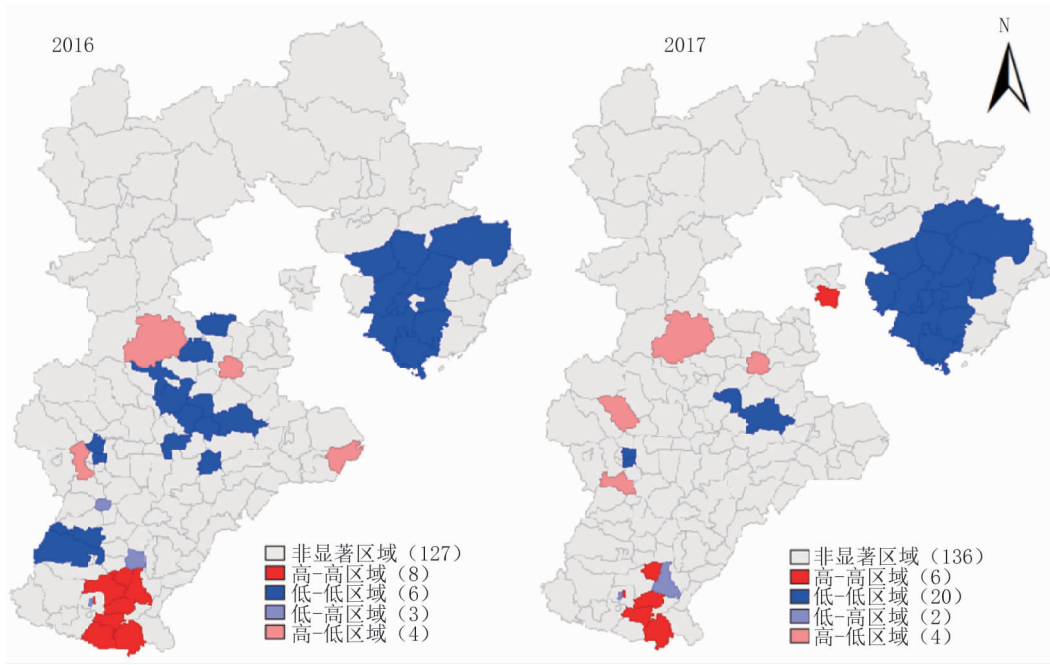 2016
2017
N
非显著区域（127）
高-高区域（8）
低-低区域（6）
低-高区域（3）
高-低区域（4）
非显著区域（136）
高-高区域（6）
低-低区域（20）
低-高区域（2）
高-低区域（4）